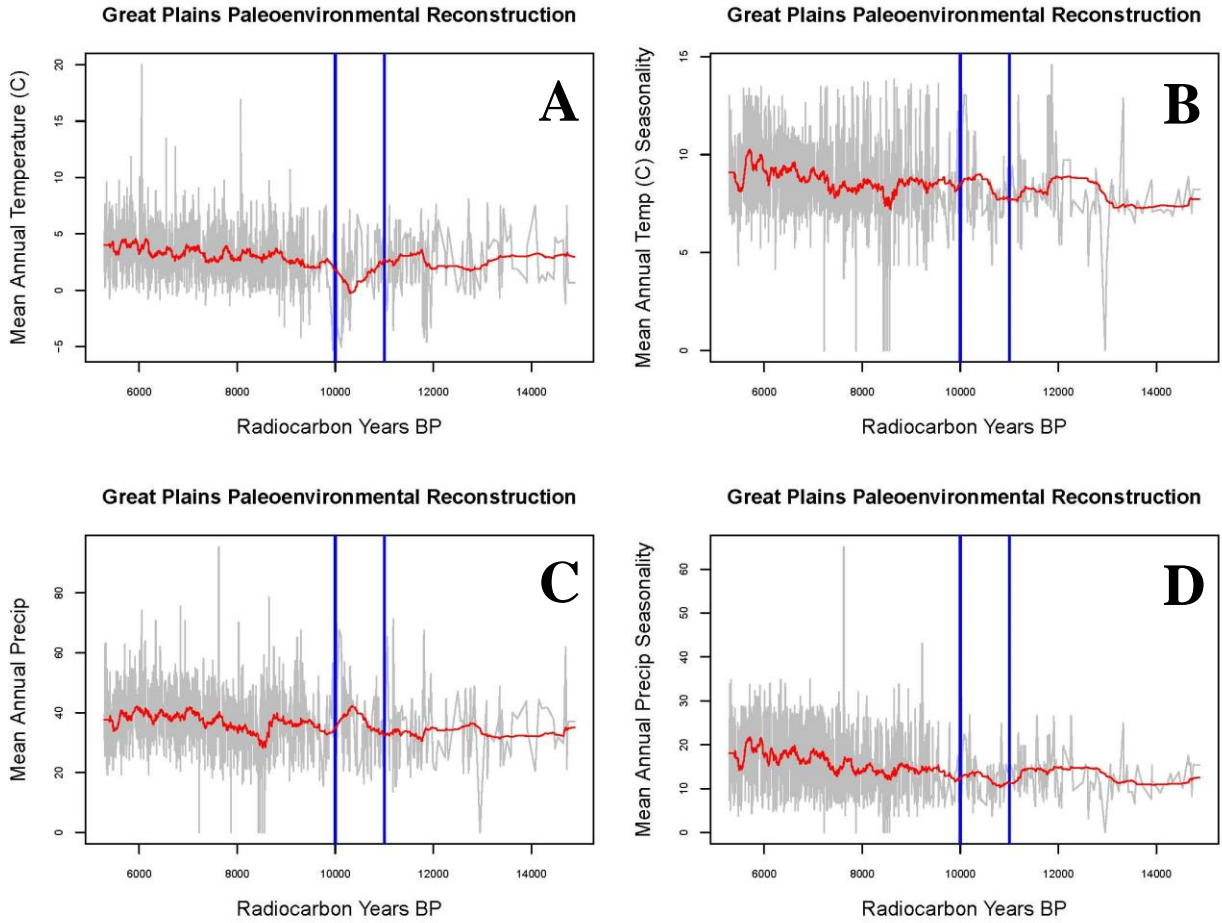 Great Plains Paleoenvironmental Reconstruction
Mean Annual Temperature (C)
20
15
10
5
0
−5
A
6000 8000 10000 12000 14000
Radiocarbon Years BP
Great Plains Paleoenvironmental Reconstruction
Mean Annual Temp (C) Seasonality
15
10
5
0
B
6000 8000 10000 12000 14000
Radiocarbon Years BP
Great Plains Paleoenvironmental Reconstruction
Mean Annual Precip
80
60
40
20
0
C
6000 8000 10000 12000 14000
Radiocarbon Years BP
Great Plains Paleoenvironmental Reconstruction
Mean Annual Precip Seasonality
60
50
40
30
20
10
0
D
6000 8000 10000 12000 14000
Radiocarbon Years BP